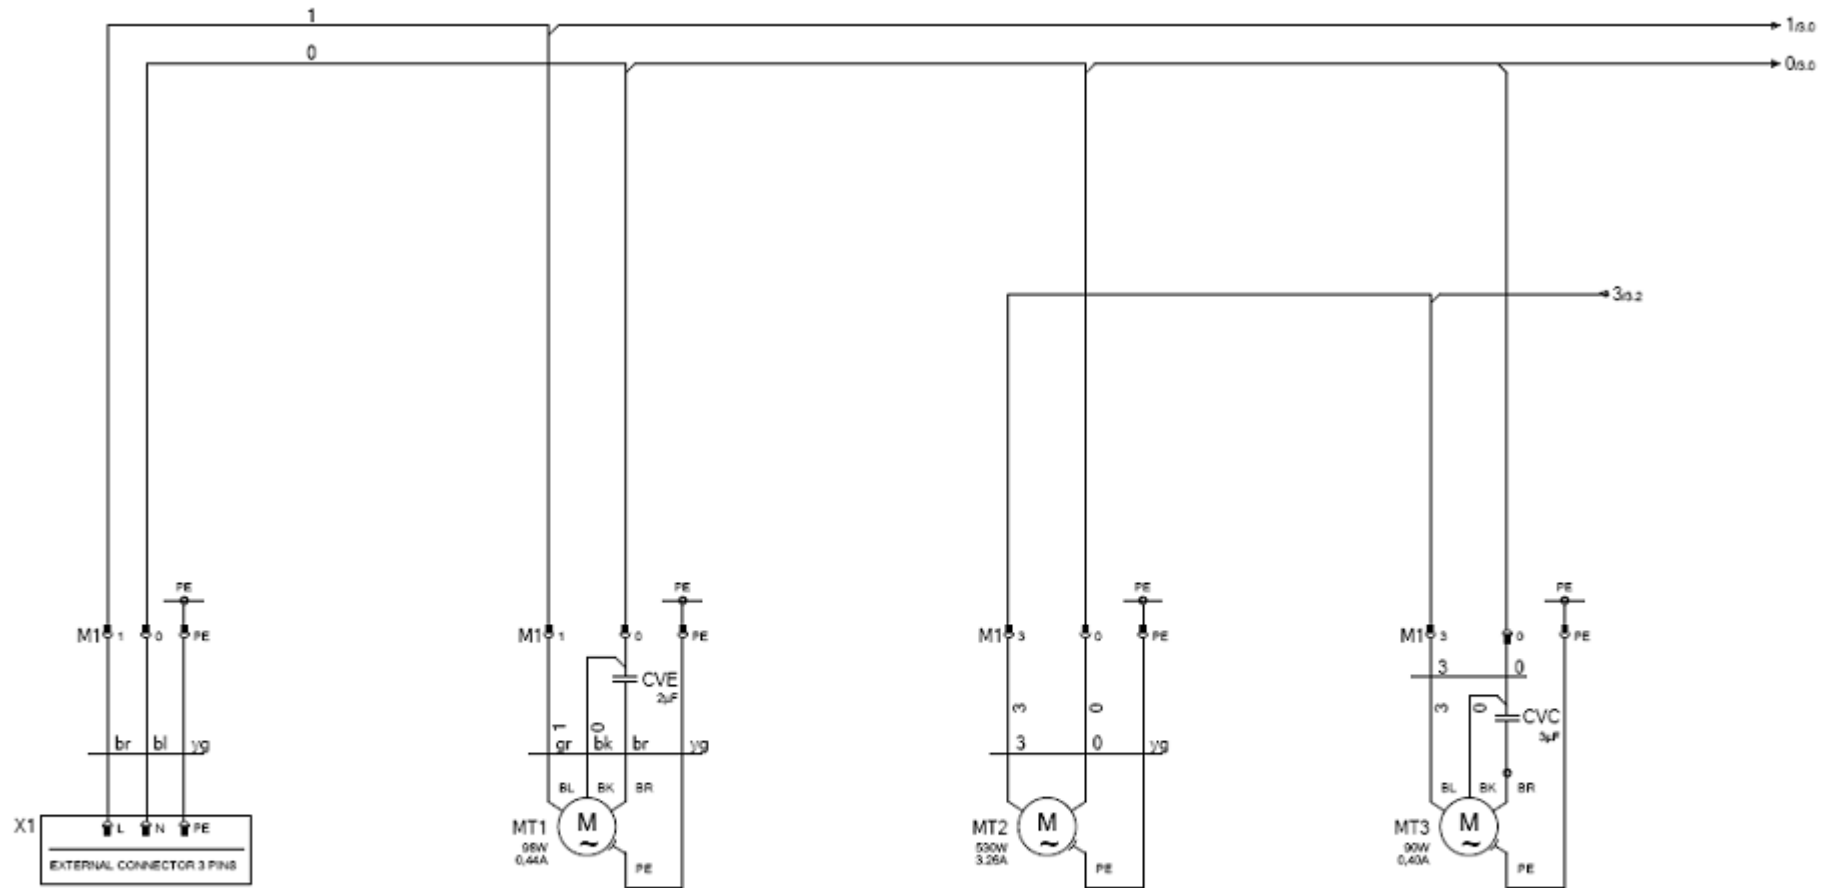 1
1/3.0
0
0/3.0
3/3.2
PE PE PE PE
M1 1 0 PE M1 1 0 PE M1 3 0 PE M1 3 0 PE
3 0
CVE
2µF
3 0 3 0
CVC
3µF
1 0
br bl yg gr bk br yg 3 0 yg
BL BK BR BL BK BR
X1 L N PE MT1 M ~ MT2 M ~ MT3 M ~
98W 530W 90W
0,44A 3.26A 0,40A
EXTERNAL CONNECTOR 3 PINS
PE PE PE